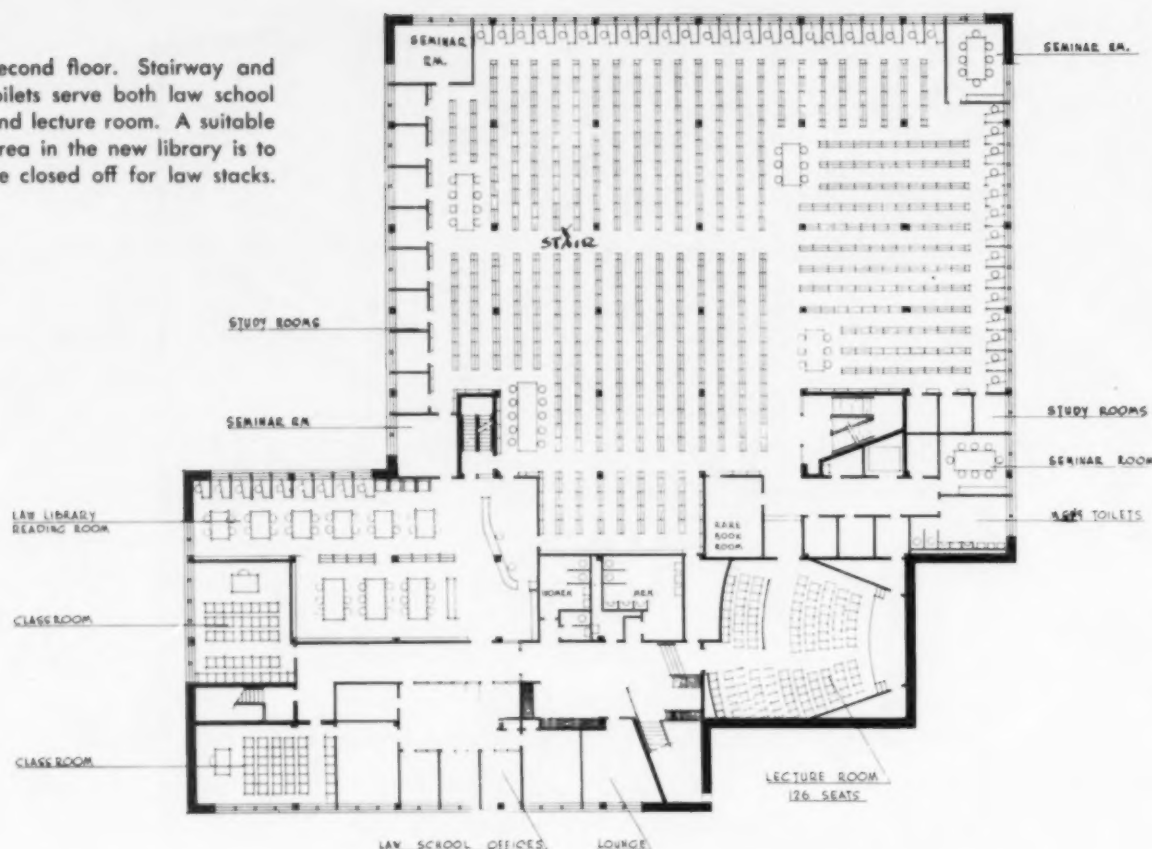 econd floor. Stairway and
oilets serve both law school
nd lecture room. A suitable
rea in the new library is to
e closed off for law stacks.
SEMINAR
RM.
SEMINAR RM.
STAIR
STUDY ROOMS
SEMINAR RM
STUDY ROOMS
SEMINAR ROOM
LAW LIBRARY
READING ROOM
RARE
BOOK
ROOM
MEN'S TOILETS
WOMEN
MEN
CLASSROOM
CLASSROOM
LECTURE ROOM
126 SEATS
LAW SCHOOL OFFICES
LOUNGE